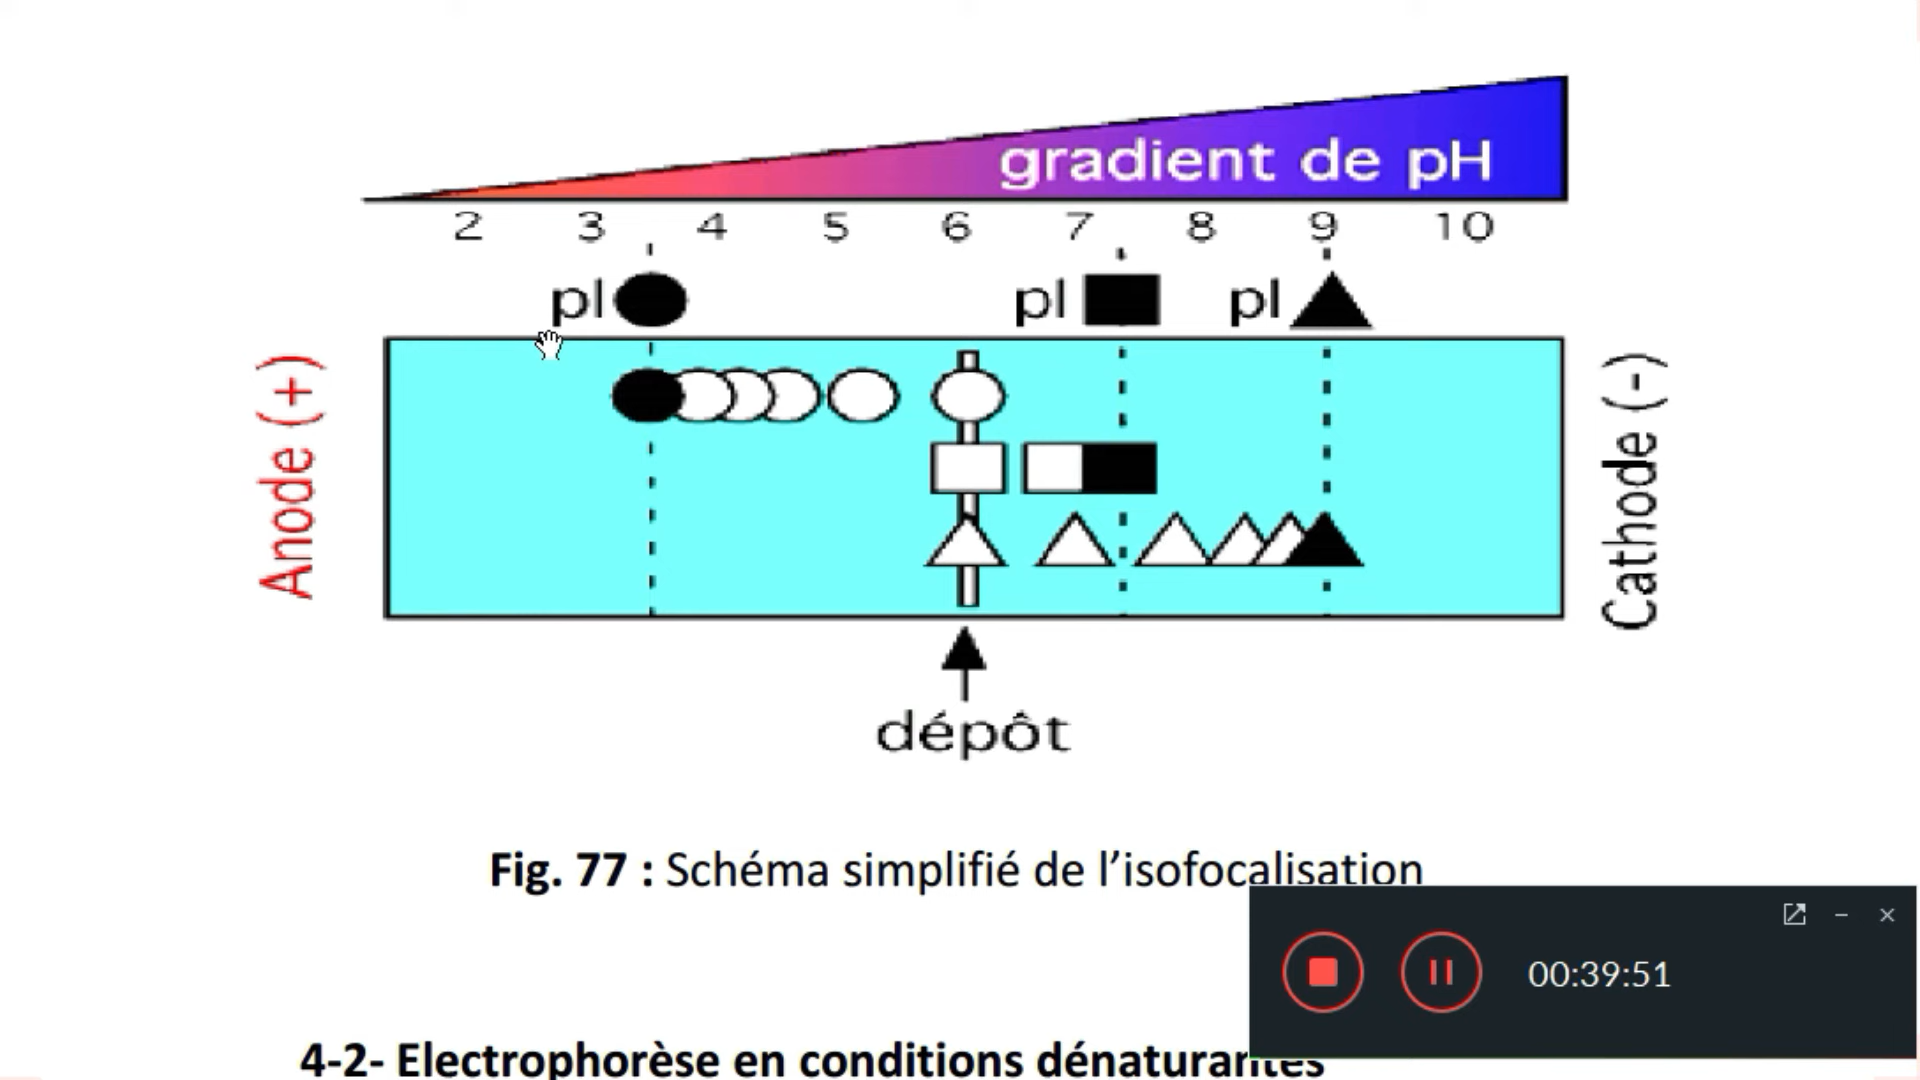 gradient de pH
2 3 4 5 6 7 8 9 10
pI pI pI
Anode (+)
Cathode (-)
dépôt
Fig. 77 : Schéma simplifié de l’isofocalisation
00:39:51
4-2- Electrophorèse en conditions dénaturantes